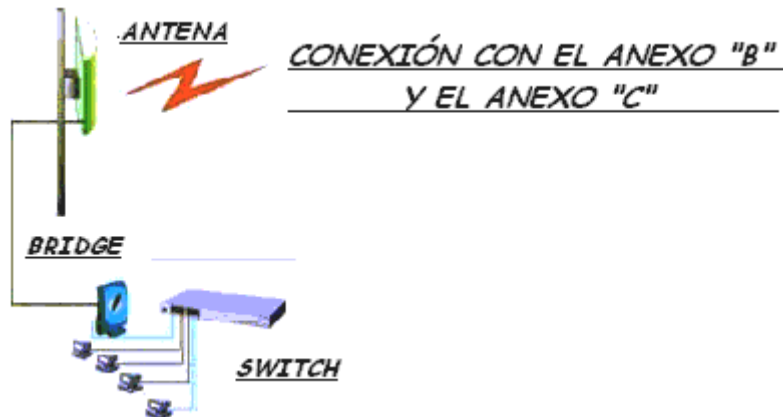 ANTENA
CONEXIÓN CON EL ANEXO "B"
Y EL ANEXO "C"
BRIDGE
SWITCH